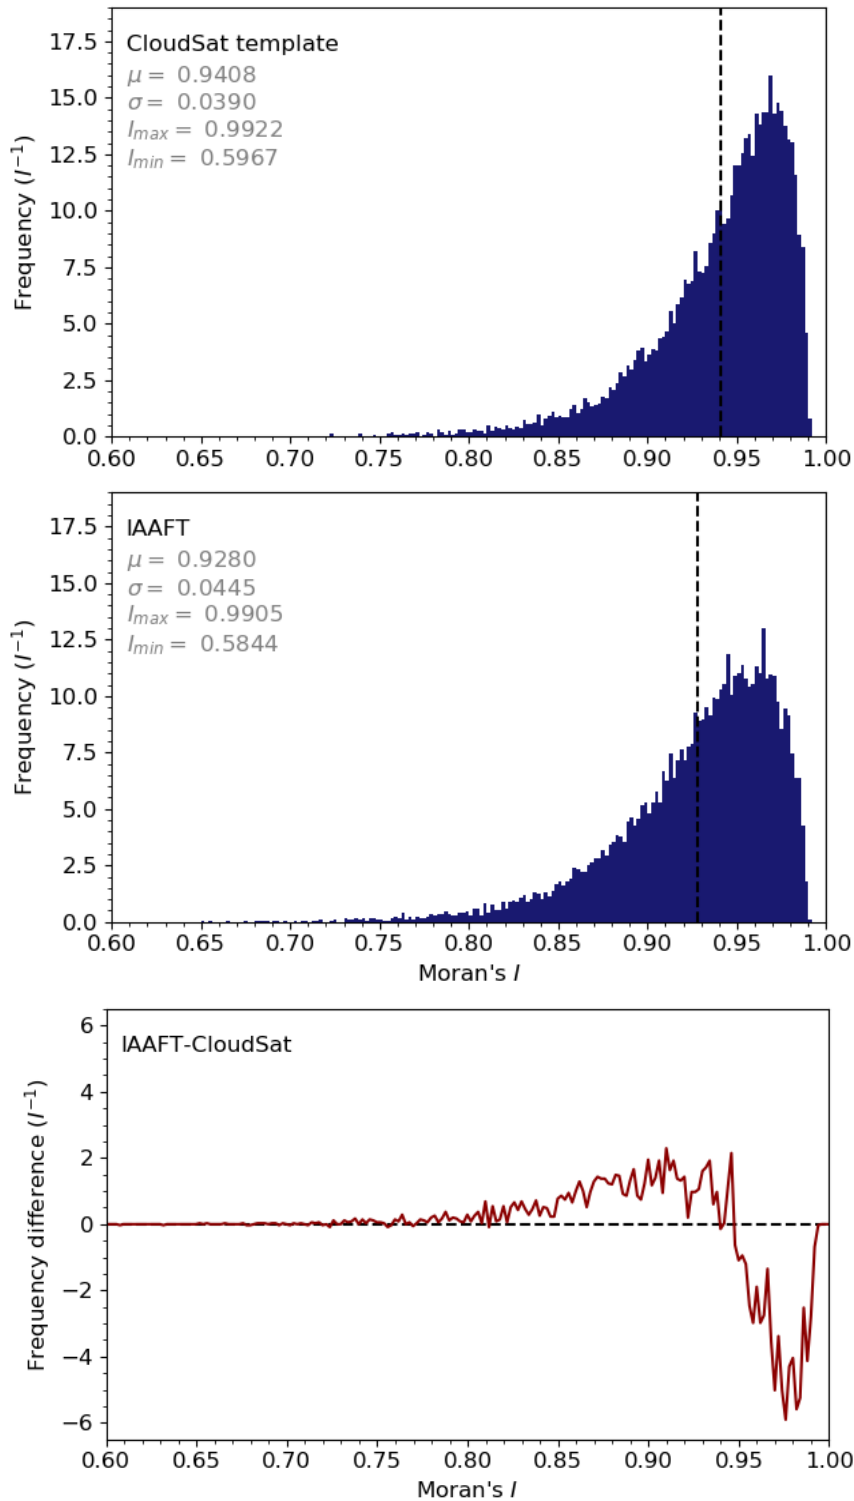 CloudSat template
μ = 0.9408
σ = 0.0390
I_max = 0.9922
I_min = 0.5967
Frequency (I⁻¹)
17.5
15.0
12.5
10.0
7.5
5.0
2.5
0.0
0.60 0.65 0.70 0.75 0.80 0.85 0.90 0.95 1.00
IAAFT
μ = 0.9280
σ = 0.0445
I_max = 0.9905
I_min = 0.5844
Frequency (I⁻¹)
17.5
15.0
12.5
10.0
7.5
5.0
2.5
0.0
0.60 0.65 0.70 0.75 0.80 0.85 0.90 0.95 1.00
Moran's I
IAAFT-CloudSat
Frequency difference (I⁻¹)
6
4
2
0
−2
−4
−6
0.60 0.65 0.70 0.75 0.80 0.85 0.90 0.95 1.00
Moran's I